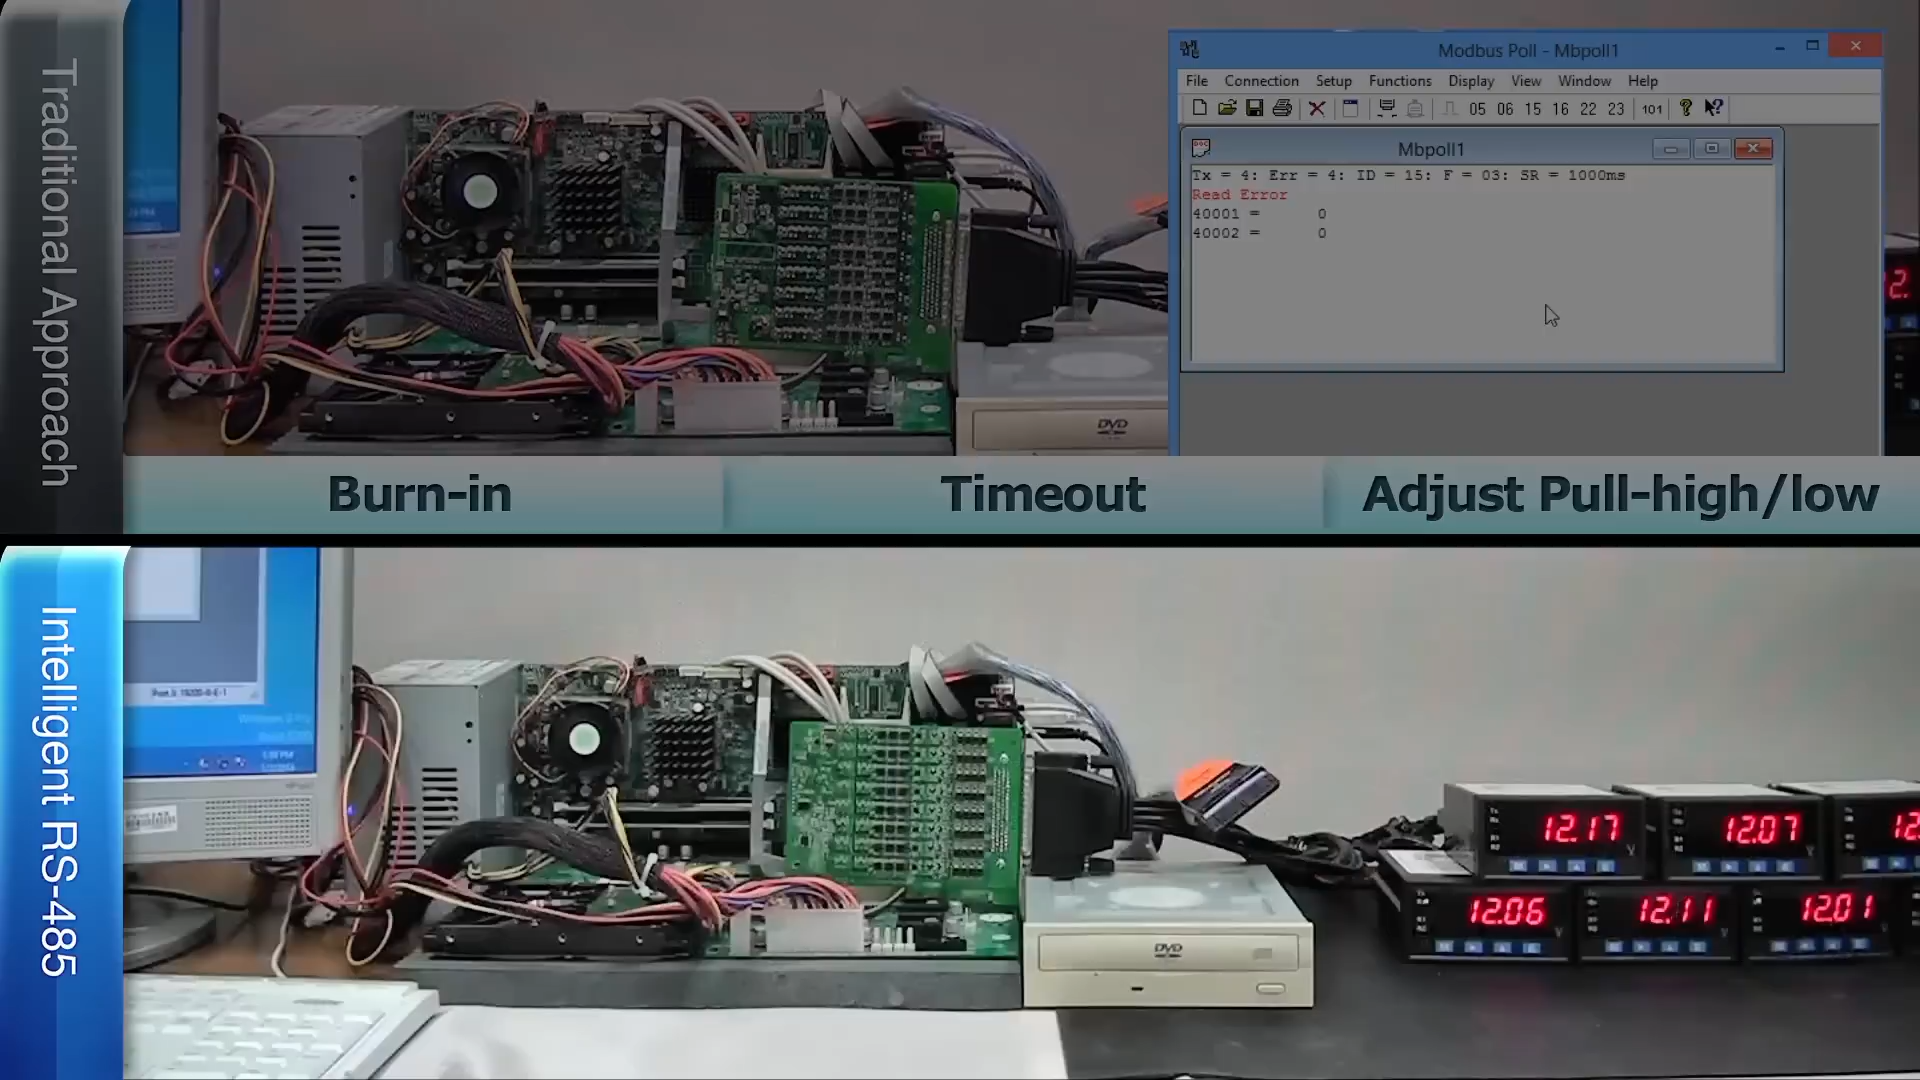 Traditional Approach
Modbus Poll - Mbpoll1
File Connection Setup Functions Display View Window Help
05 06 15 16 22 23 101
Mbpoll1
Tx = 4: Err = 4: ID = 15: F = 03: SR = 1000ms
Read Error
40001 = 0
40002 = 0
2.
DVD
Burn-in
Timeout
Adjust Pull-high/low
Intelligent RS-485
12.17
12.07
12
12.06
12.11
12.01
DVD